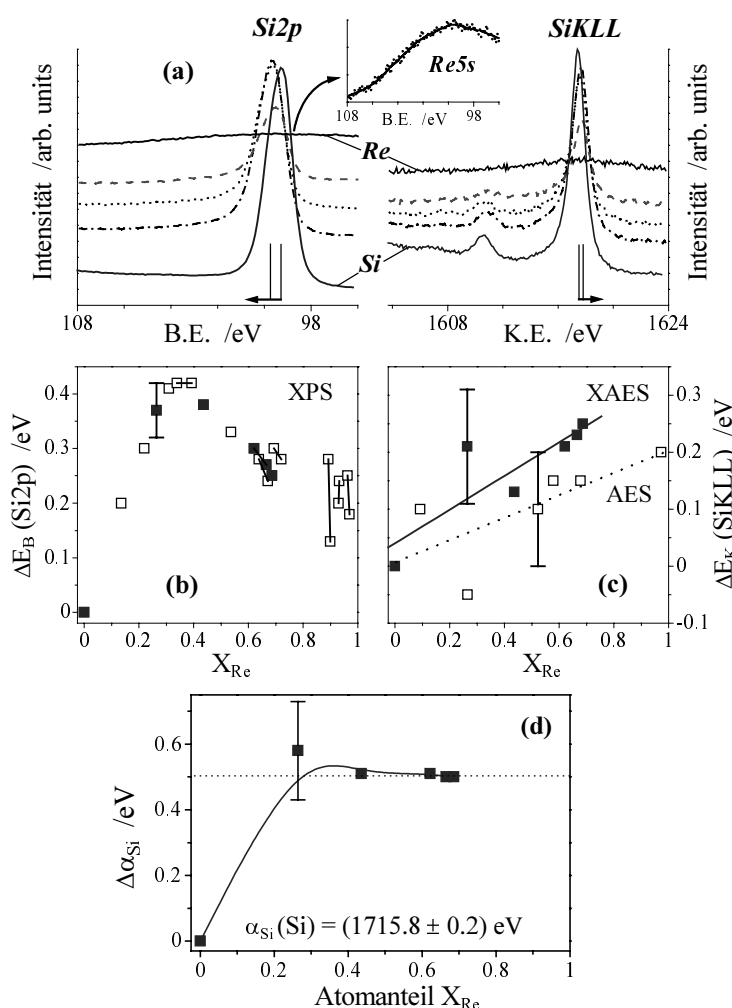 Si2p
SiKLL
(a)
Re5s
108
98
B.E. /eV
Re
Si
Intensität /arb. units
Intensität /arb. units
108
98
1608
1624
B.E. /eV
K.E. /eV
XPS
(b)
0.4
0.3
0.2
0.1
0
ΔE_B (Si2p) /eV
0
0.2
0.4
0.6
0.8
1
X_Re
XAES
AES
(c)
0.3
0.2
0.1
0
-0.1
ΔE_K (SiKLL) /eV
0
0.2
0.4
0.6
0.8
1
X_Re
(d)
0.6
0.4
0.2
0
Δα_Si /eV
α_Si(Si) = (1715.8 ± 0.2) eV
0
0.2
0.4
0.6
0.8
1
Atomanteil X_Re